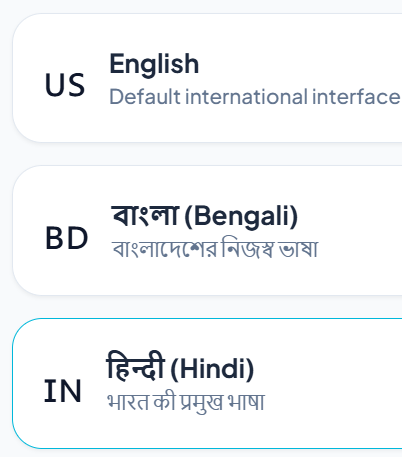 US
English
Default international interface
BD
বাংলা (Bengali)
বাংলাদেশের নিজস্ব ভাষা
IN
हिन्दी (Hindi)
भारत की प्रमुख भाषा